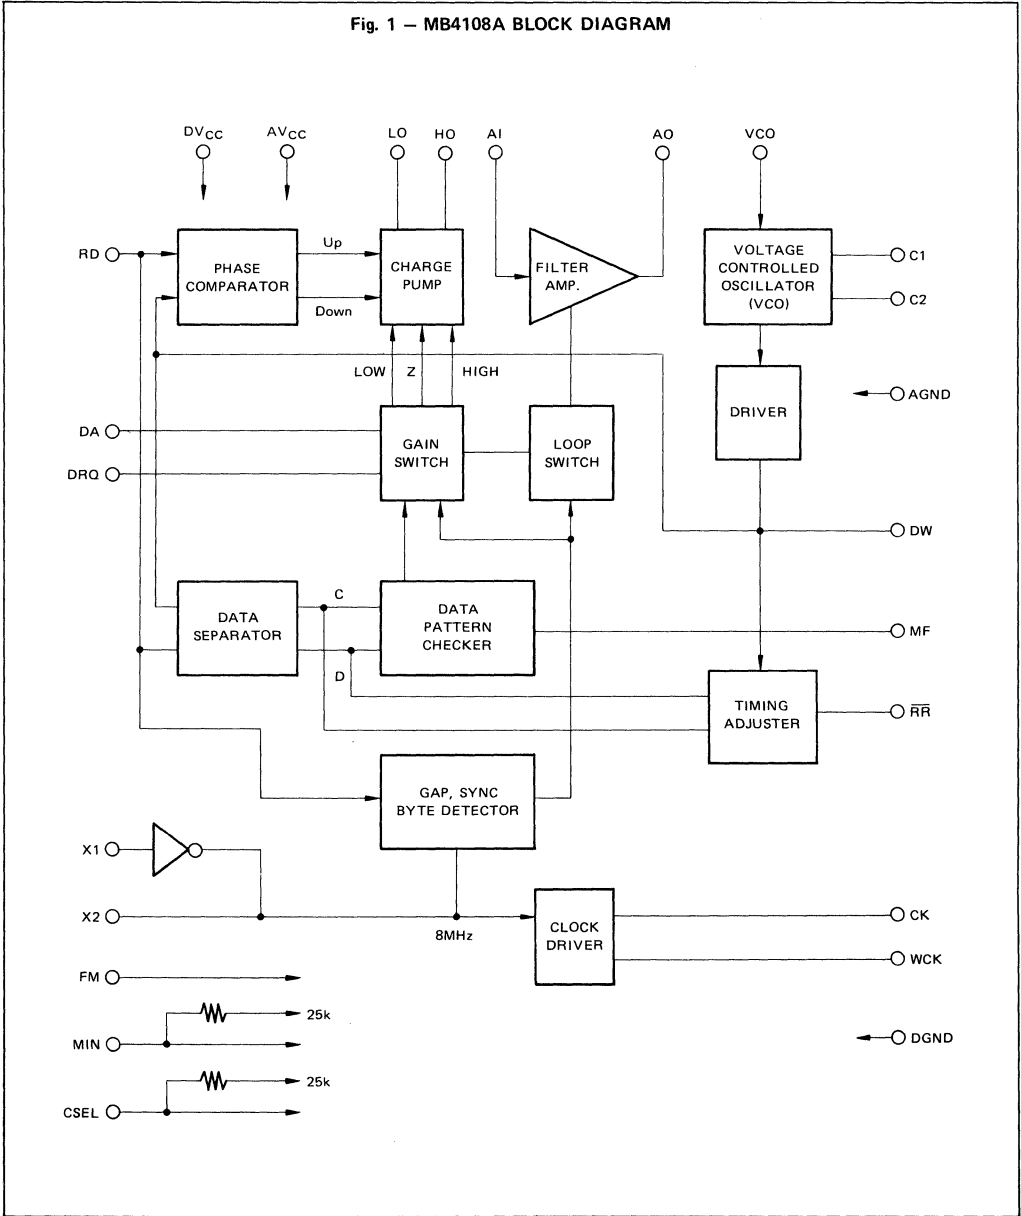 Fig. 1 — MB4108A BLOCK DIAGRAM
DVCC
AVCC
LO
HO
AI
AO
VCO
RD
PHASE
COMPARATOR
Up
Down
CHARGE
PUMP
FILTER
AMP.
VOLTAGE
CONTROLLED
OSCILLATOR
(VCO)
C1
C2
LOW
Z
HIGH
DRIVER
AGND
DA
DRQ
GAIN
SWITCH
LOOP
SWITCH
DW
DATA
SEPARATOR
C
D
DATA
PATTERN
CHECKER
MF
TIMING
ADJUSTER
R̅R̅
GAP, SYNC
BYTE DETECTOR
X1
X2
8MHz
CLOCK
DRIVER
CK
WCK
FM
25k
MIN
DGND
25k
CSEL